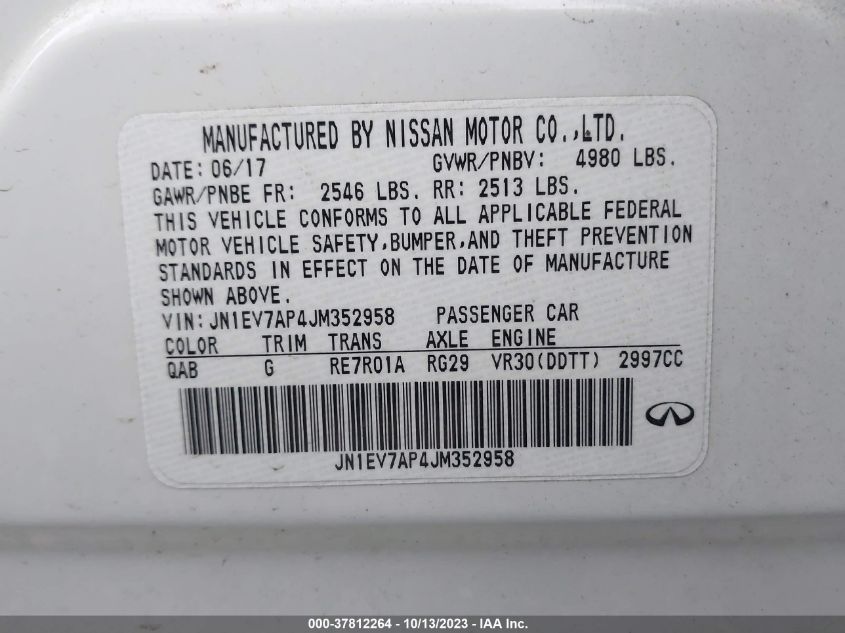 MANUFACTURED BY NISSAN MOTOR CO.,LTD.
DATE: 06/17 GVWR/PNBV: 4980 LBS.
GAWR/PNBE FR: 2546 LBS. RR: 2513 LBS.
THIS VEHICLE CONFORMS TO ALL APPLICABLE FEDERAL
MOTOR VEHICLE SAFETY,BUMPER,AND THEFT PREVENTION
STANDARDS IN EFFECT ON THE DATE OF MANUFACTURE
SHOWN ABOVE.
VIN:JN1EV7AP4JM352958 PASSENGER CAR
COLOR TRIM TRANS AXLE ENGINE
QAB G RE7R01A RG29 VR30(DDTT) 2997CC
JN1EV7AP4JM352958
000-37812264 - 10/13/2023 - IAA Inc.